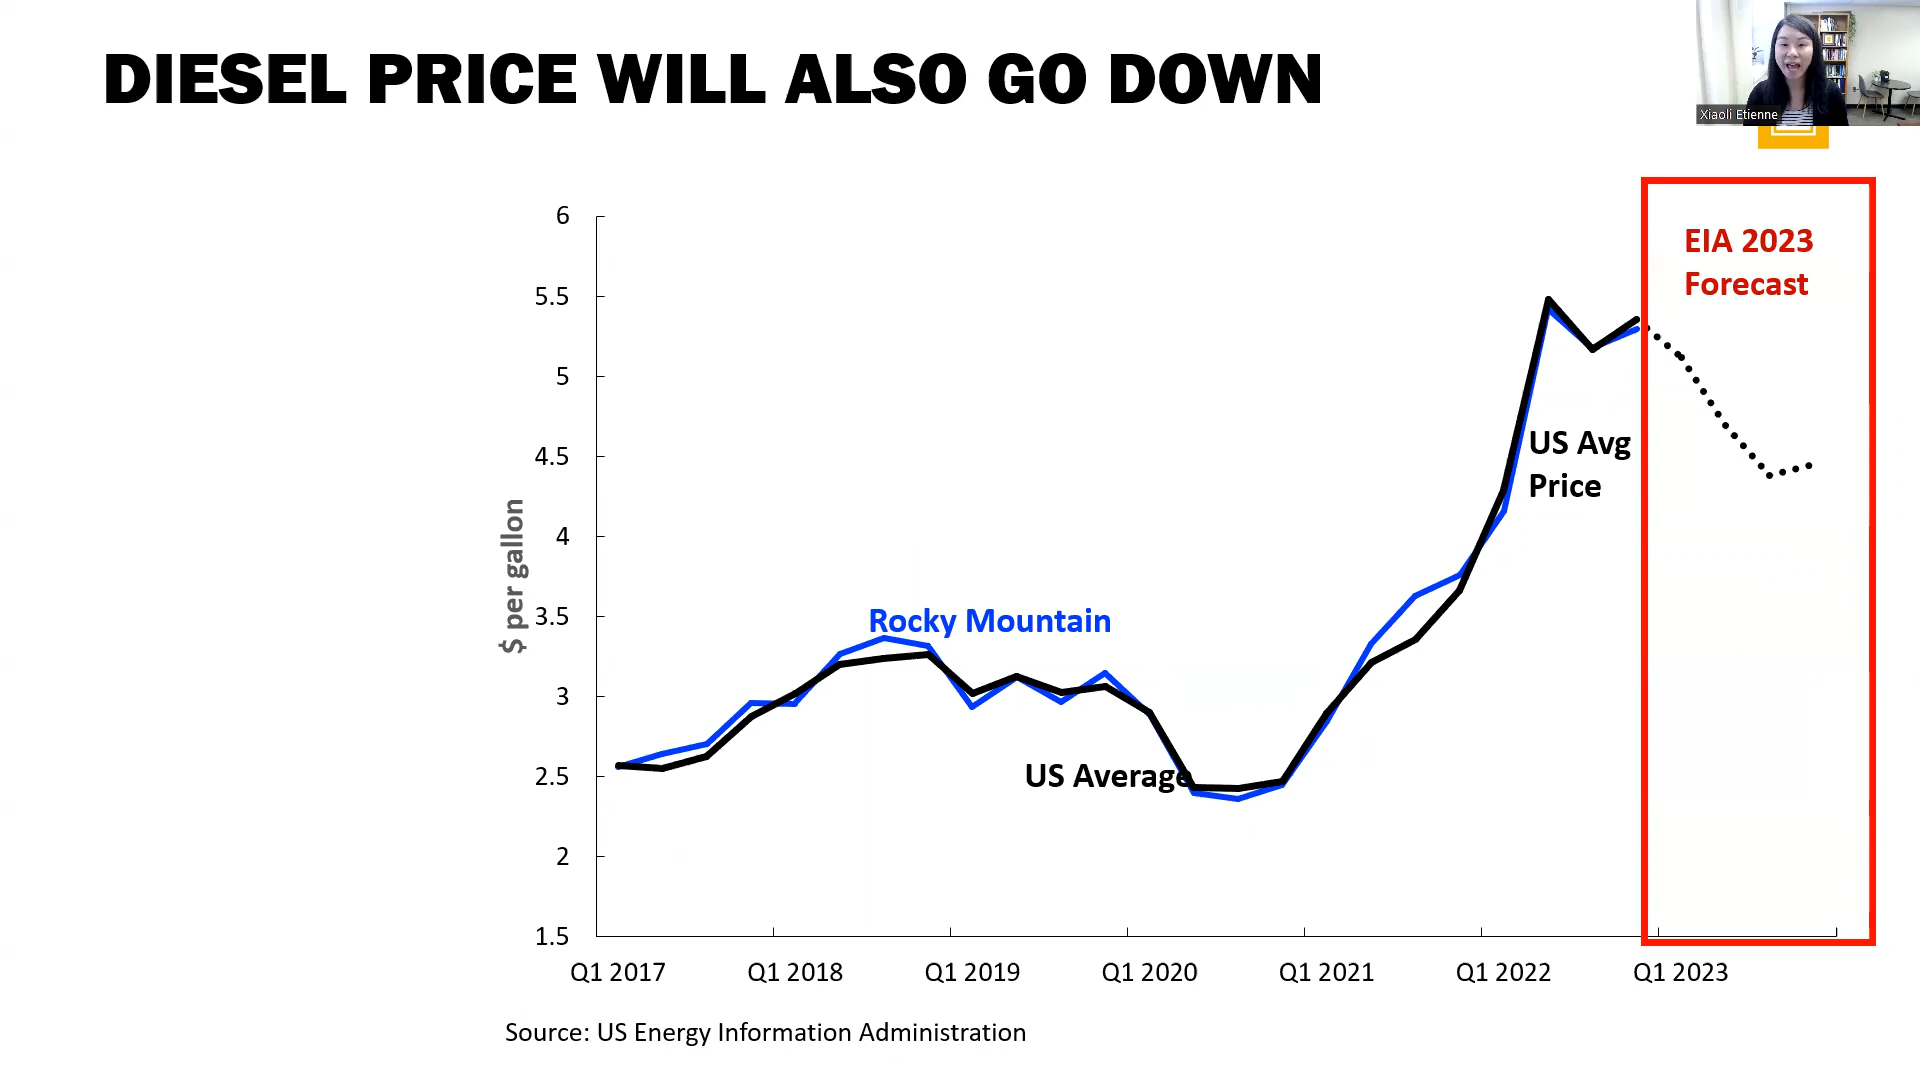 DIESEL PRICE WILL ALSO GO DOWN
Xiaoli Etienne
EIA 2023
Forecast
6
5.5
5
4.5
4
3.5
3
2.5
2
1.5
$ per gallon
US Avg
Price
Rocky Mountain
US Average
Q1 2017
Q1 2018
Q1 2019
Q1 2020
Q1 2021
Q1 2022
Q1 2023
Source: US Energy Information Administration